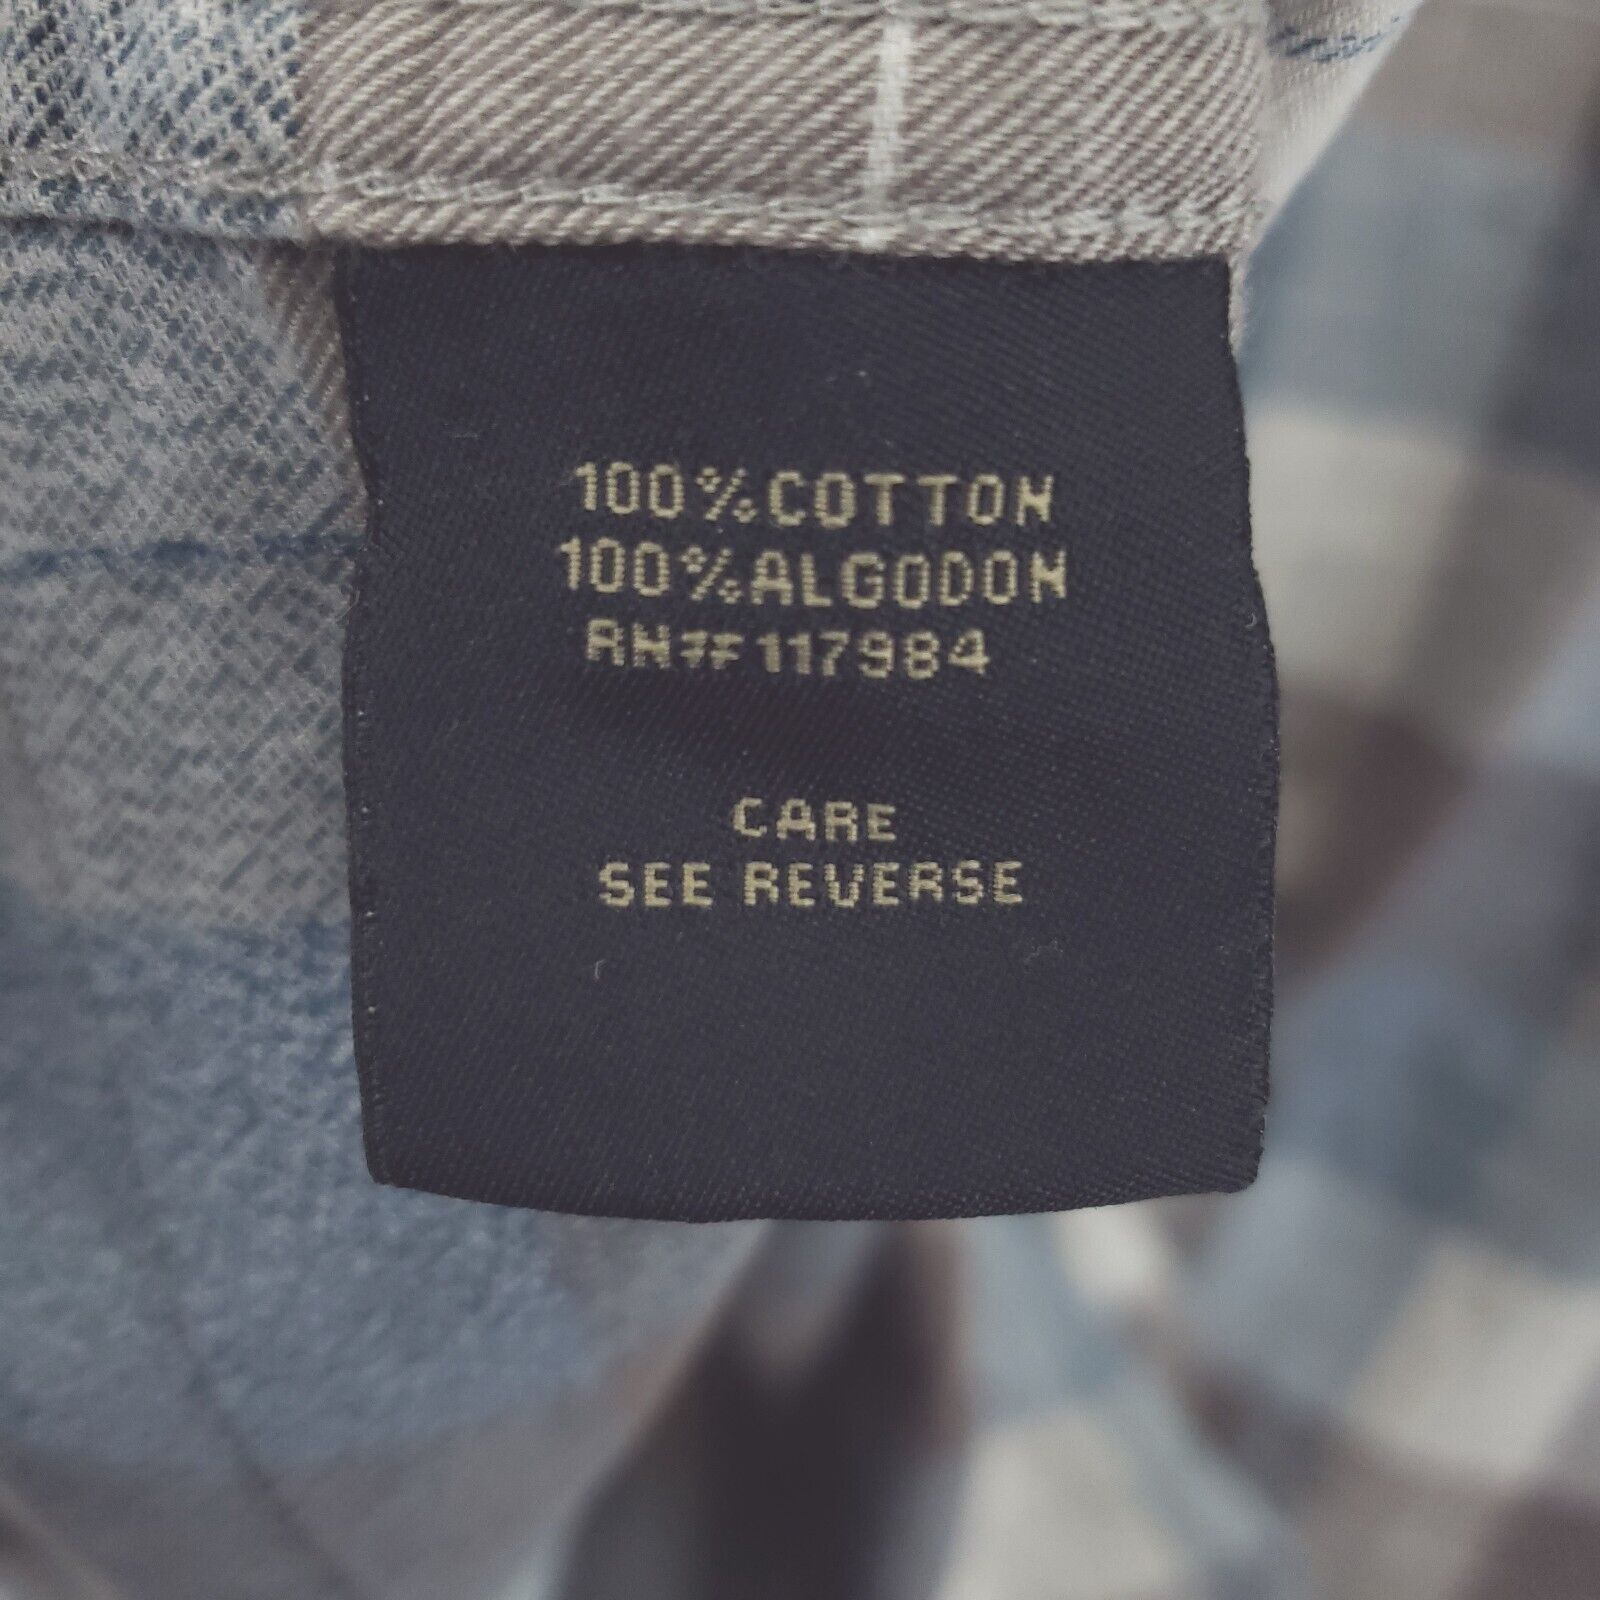 100% COTTON
100% ALGODON
RN# 117984
CARE
SEE REVERSE